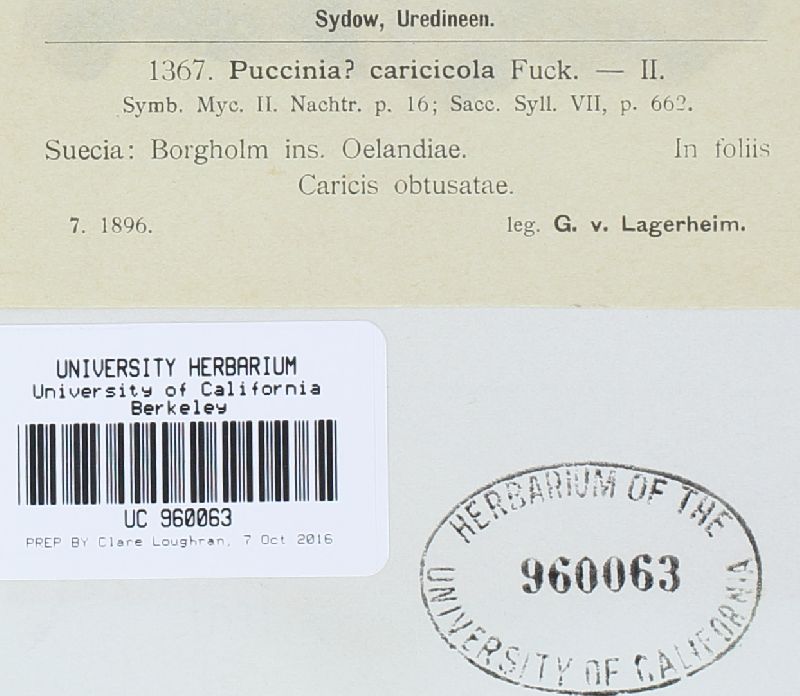 Sydow, Uredineen.
1367. Puccinia? caricicola Fuck. — II.
Symb. Myc. II. Nachtr. p. 16; Sacc. Syll. VII, p. 662.
Suecia: Borgholm ins. Oelandiae. In foliis
Caricis obtusatae.
7. 1896. leg. G. v. Lagerheim.
UNIVERSITY HERBARIUM
University of California
Berkeley
UC 960063
PREP BY Clare Loughran, 7 Oct 2016
HERBARIUM OF THE
960063
UNIVERSITY OF CALIFORNIA